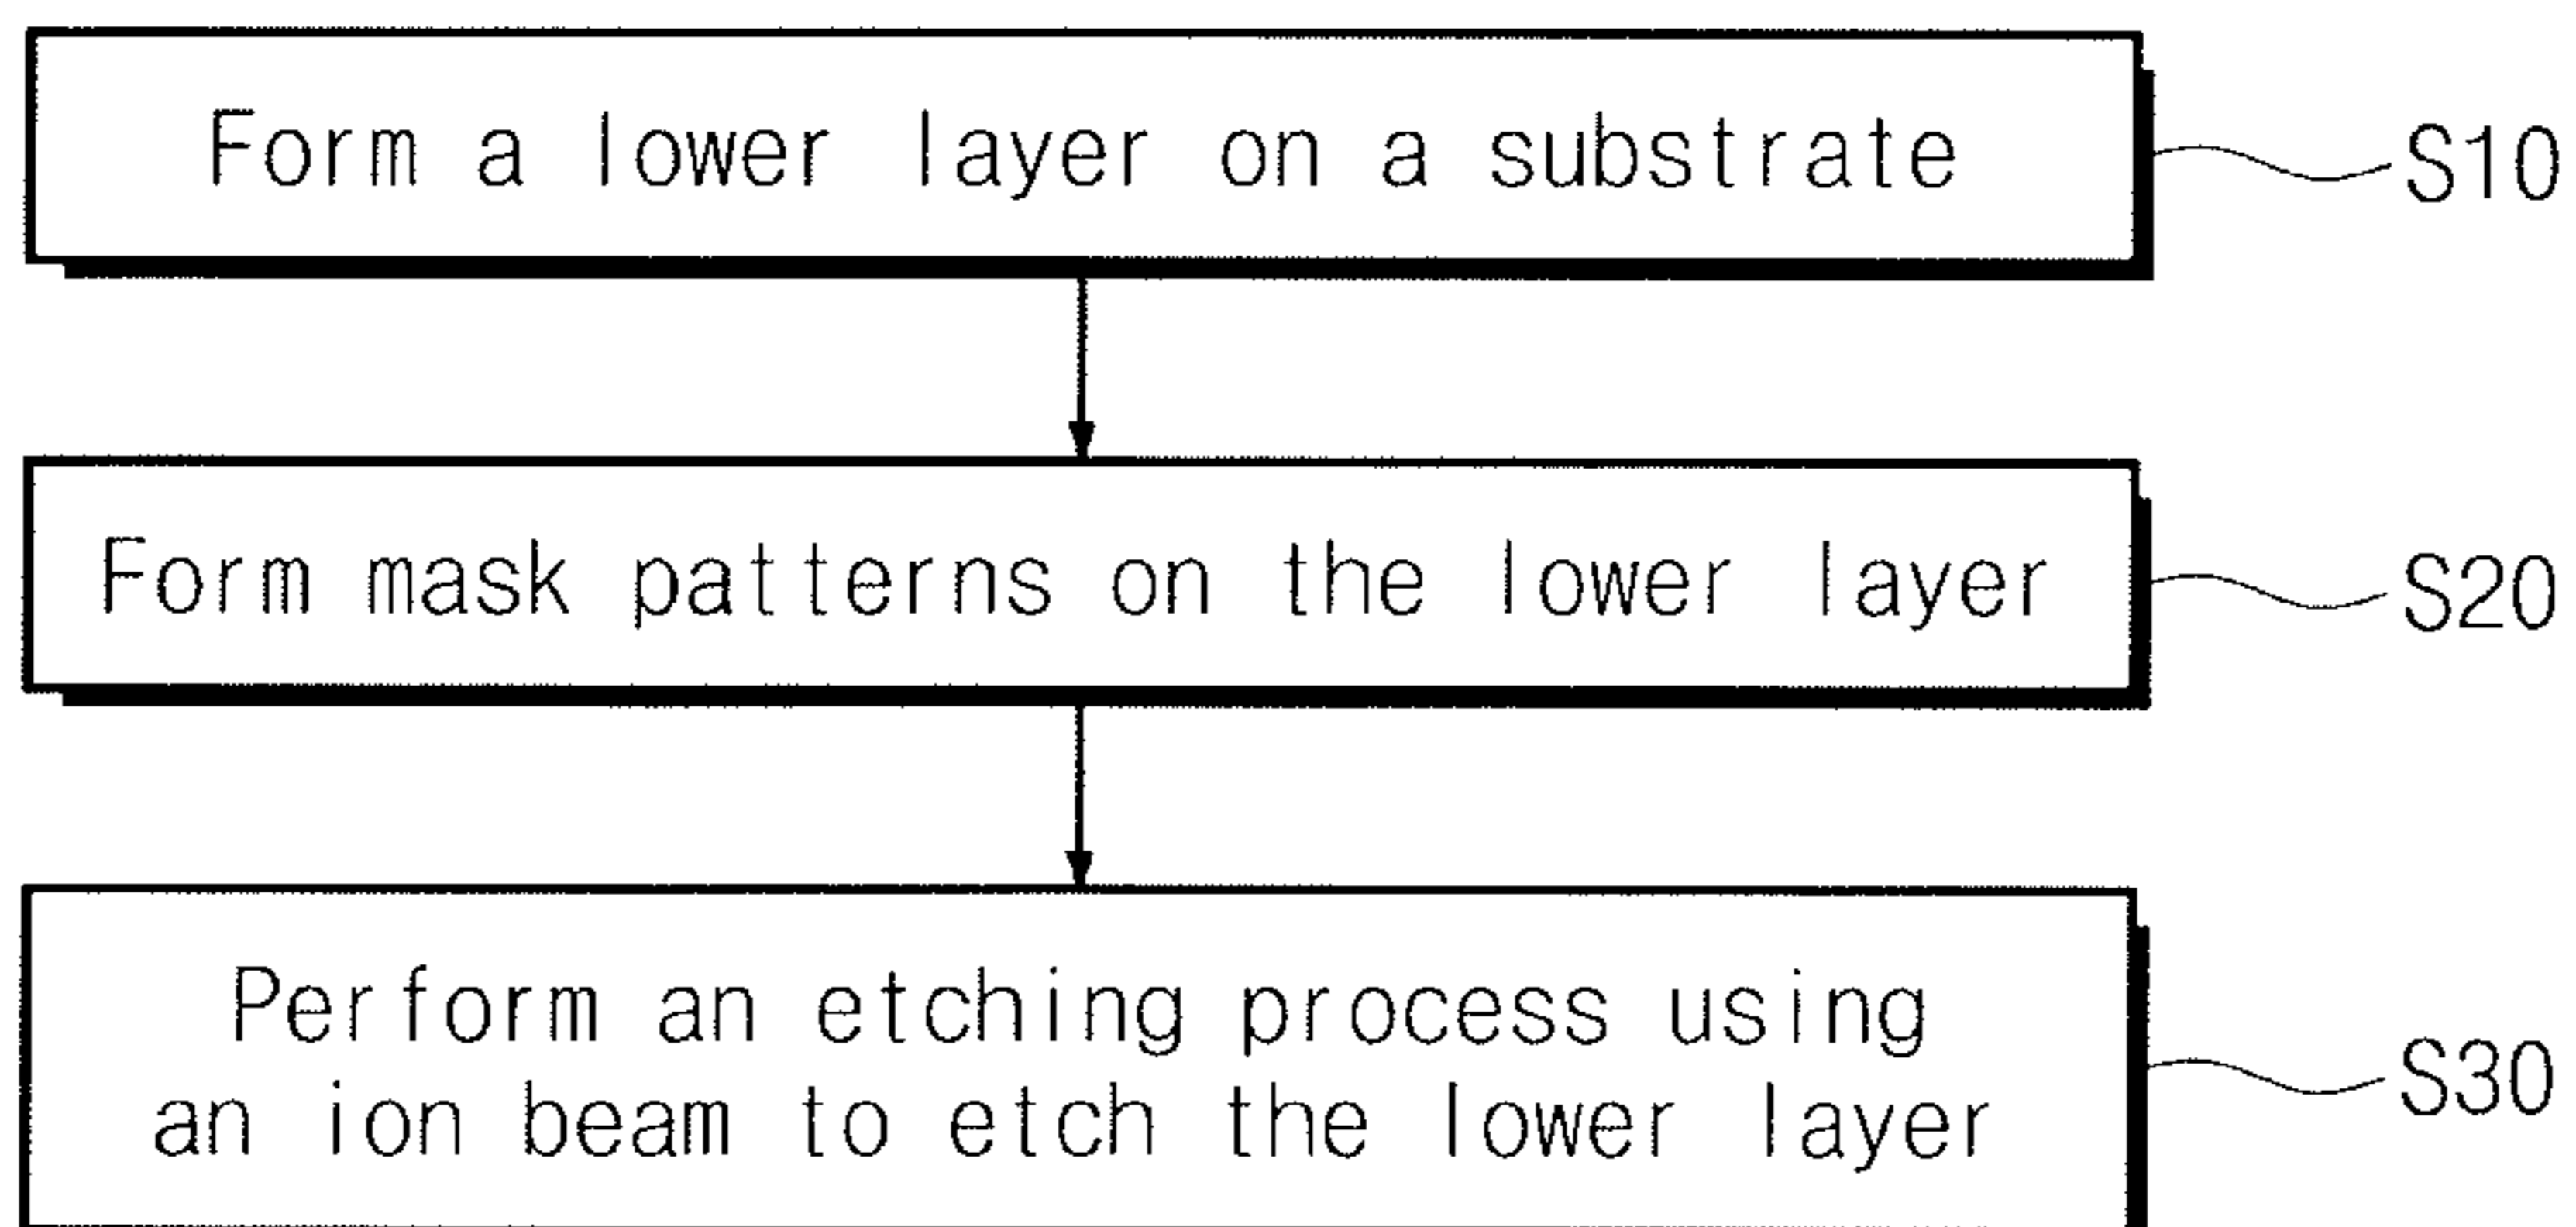 Form a lower layer on a substrate
S10
Form mask patterns on the lower layer
S20
Perform an etching process using
an ion beam to etch the lower layer
S30